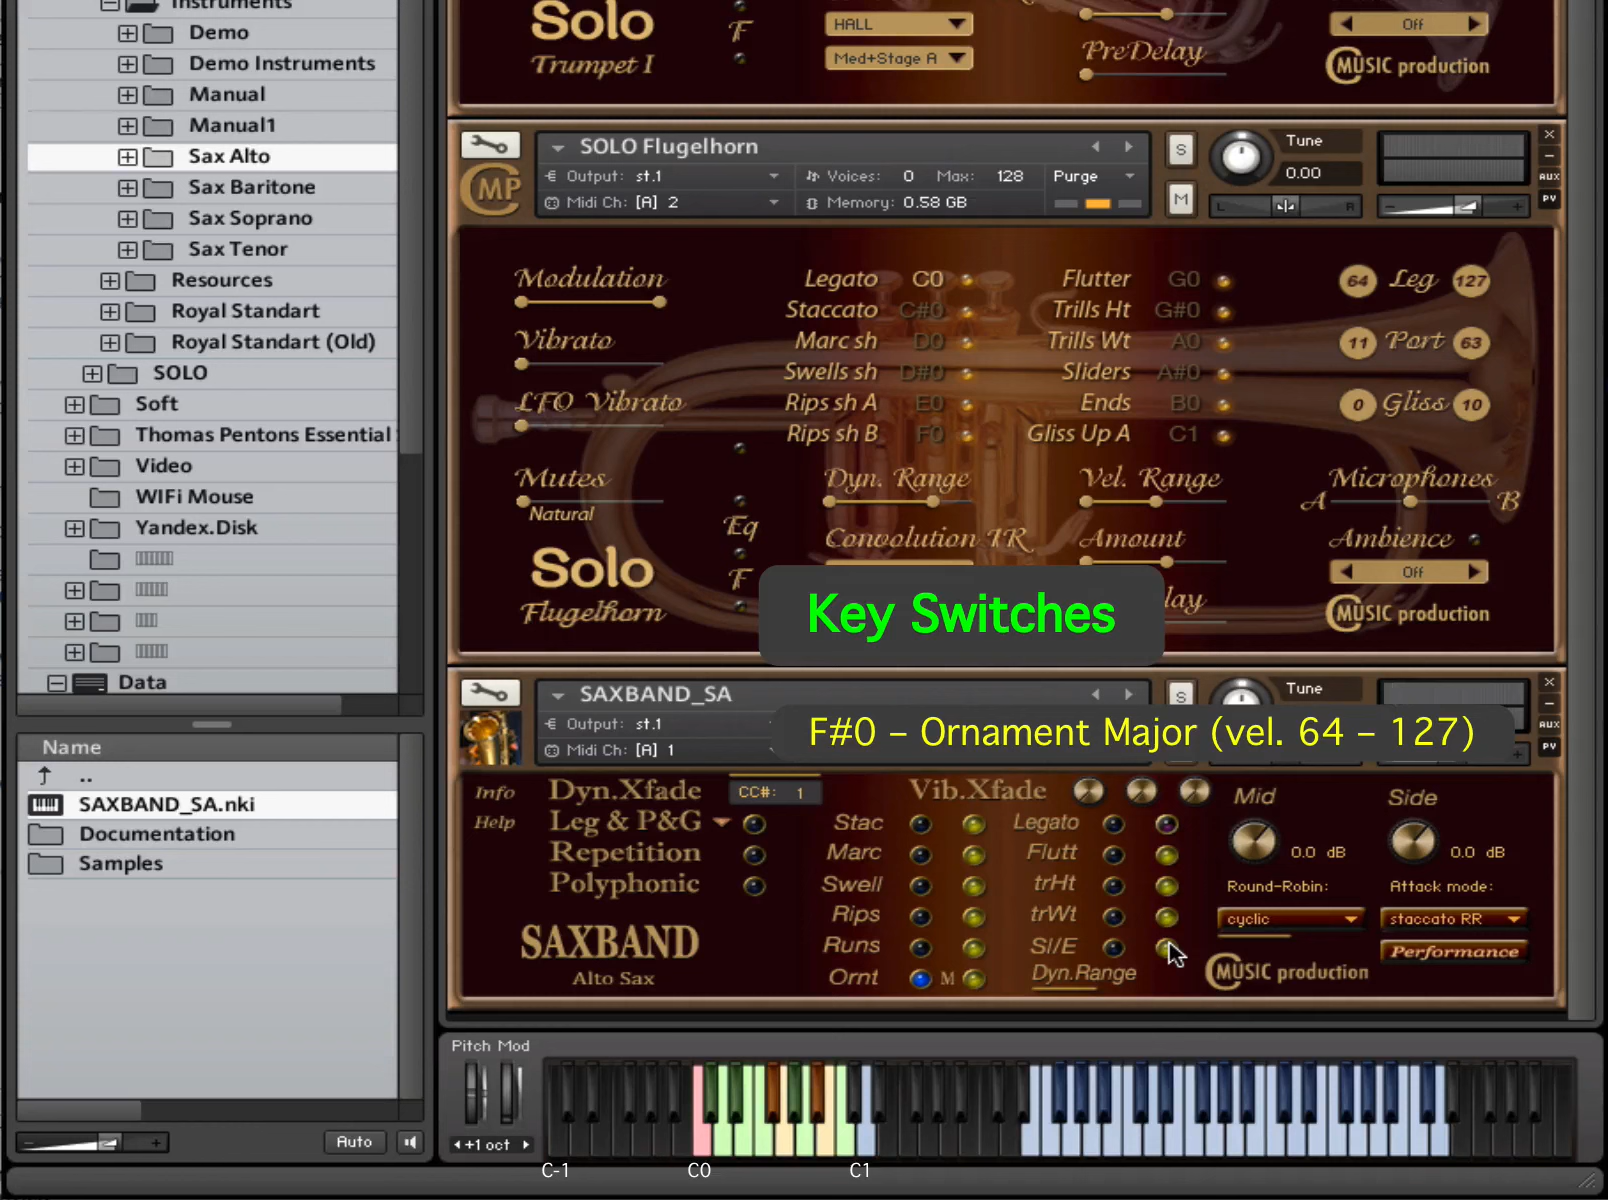 Instruments
Demo
Demo Instruments
Manual
Manual1
Sax Alto
Sax Baritone
Sax Soprano
Sax Tenor
Resources
Royal Standart
Royal Standart (Old)
SOLO
Soft
Thomas Pentons Essential
Video
WIFi Mouse
Yandex.Disk
Data
Name
..
SAXBAND_SA.nki
Documentation
Samples
Auto
Solo
Trumpet I
F
HALL
Med+Stage A
PreDelay
Off
CMUSIC production
CMP
SOLO Flugelhorn
Output: st.1
Voices: 0 Max: 128
Purge
Midi Ch: [A] 2
Memory: 0.58 GB
S
M
Tune
0.00
L R
AUX
PV
Modulation
Vibrato
LFO Vibrato
Mutes
Natural
Solo
Flugelhorn
Eq
F
Legato C0
Staccato C#0
Marc sh D0
Swells sh D#0
Rips sh A E0
Rips sh B F0
Flutter G0
Trills Ht G#0
Trills Wt A0
Sliders A#0
Ends B0
Gliss Up A C1
64 Leg 127
11 Port 63
0 Gliss 10
Dyn. Range
Vel. Range
Microphones
A B
Convolution IR
Amount
Ambience
Off
lay
CMUSIC production
Key Switches
SAXBAND_SA
Output: st.1
Midi Ch: [A] 1
S
Tune
AUX
PV
F#0 – Ornament Major (vel. 64 – 127)
Info
Help
Dyn.Xfade
CC#: 1
Leg & P&G
Repetition
Polyphonic
SAXBAND
Alto Sax
Vib.Xfade
Stac
Marc
Swell
Rips
Runs
Ornt
M
Legato
Flutt
trHt
trWt
Sl/E
Dyn.Range
Mid
0.0 dB
Side
0.0 dB
Round-Robin:
cyclic
Attack mode:
staccato RR
Performance
CMUSIC production
Pitch Mod
+1 oct
C-1
C0
C1